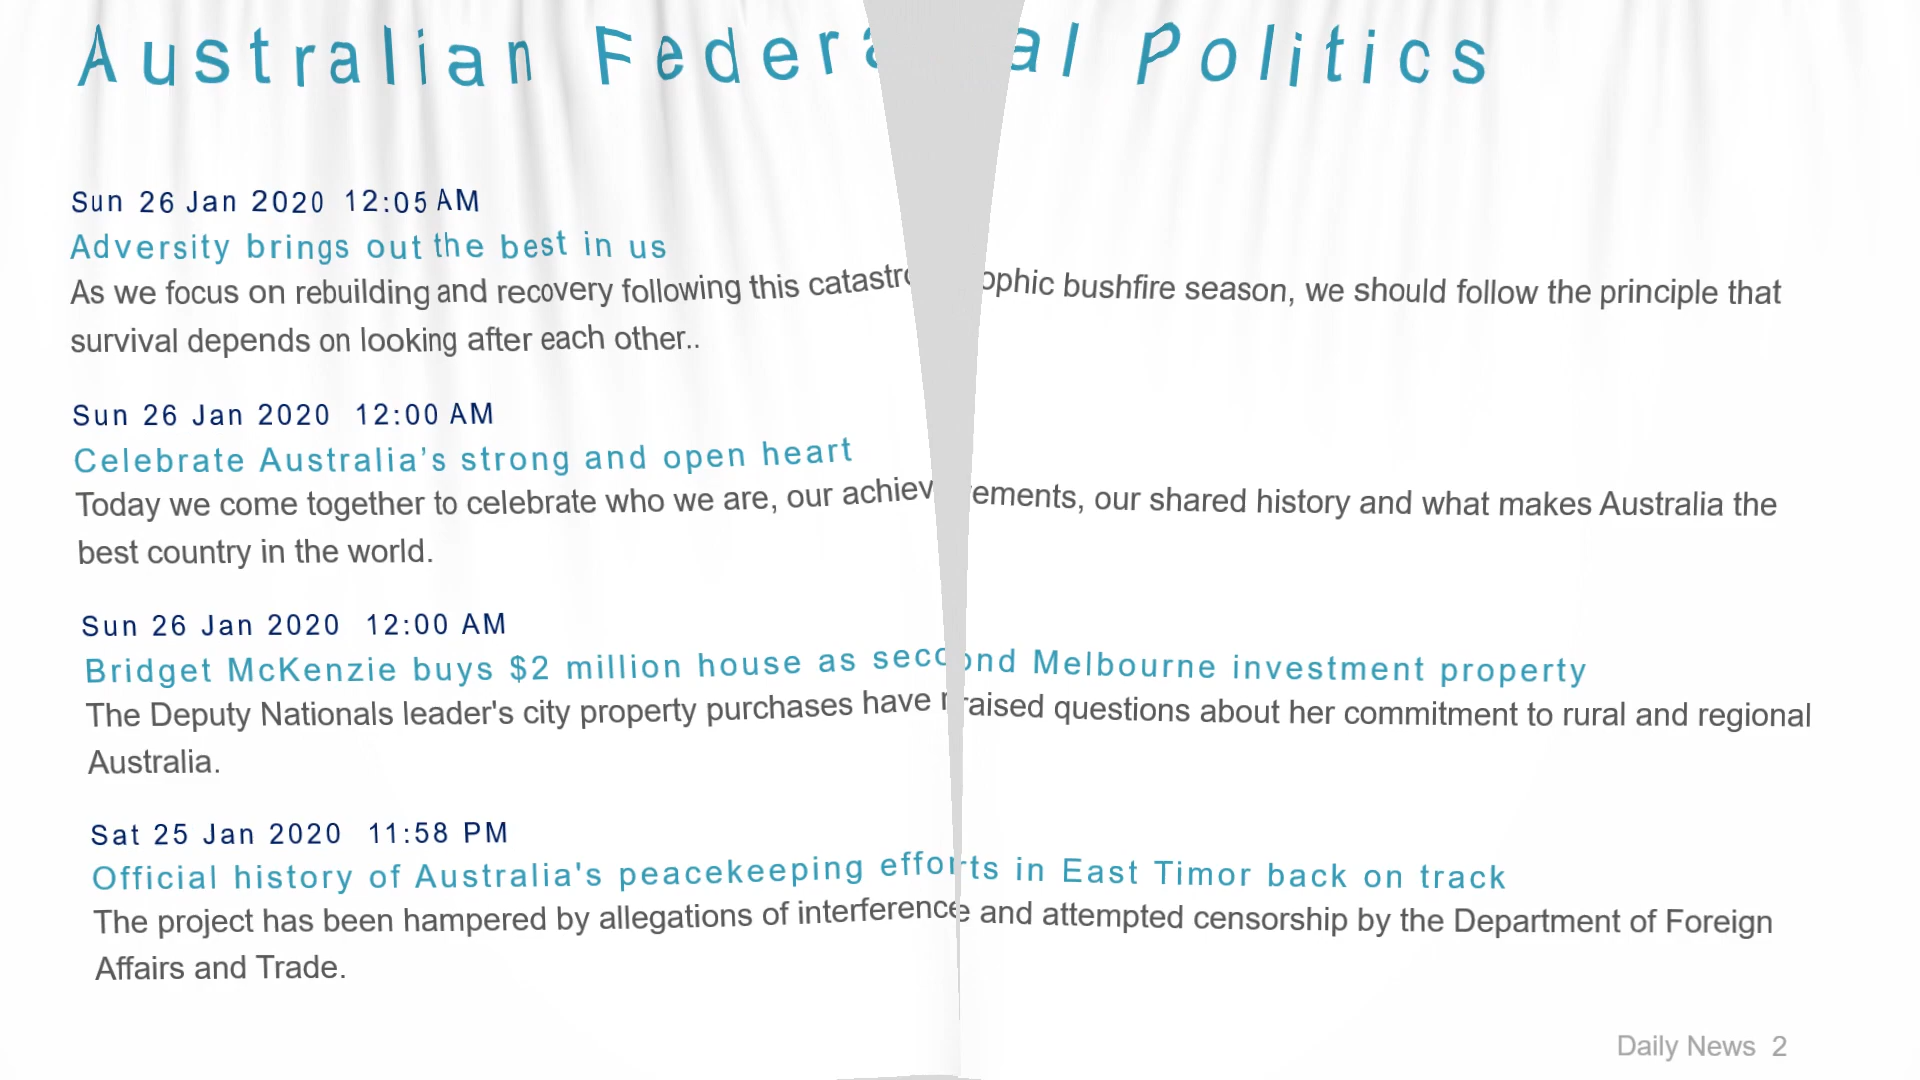 Australian Federal Politics
Sun 26 Jan 2020 12:05 AM
Adversity brings out the best in us
As we focus on rebuilding and recovery following this catastrophic bushfire season, we should follow the principle that
survival depends on looking after each other..
Sun 26 Jan 2020 12:00 AM
Celebrate Australia’s strong and open heart
Today we come together to celebrate who we are, our achievements, our shared history and what makes Australia the
best country in the world.
Sun 26 Jan 2020 12:00 AM
Bridget McKenzie buys $2 million house as second Melbourne investment property
The Deputy Nationals leader's city property purchases have raised questions about her commitment to rural and regional
Australia.
Sat 25 Jan 2020 11:58 PM
Official history of Australia's peacekeeping efforts in East Timor back on track
The project has been hampered by allegations of interference and attempted censorship by the Department of Foreign
Affairs and Trade.
Daily News 2